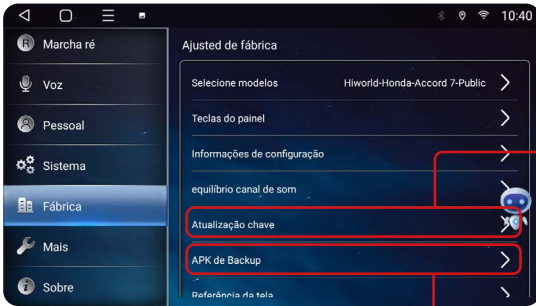 10:40
R Marcha ré
Voz
Pessoal
Sistema
Fábrica
Mais
i Sobre
Ajusted de fábrica
Selecione modelos Hiworld-Honda-Accord 7-Public
Teclas do painel
Informações de configuração
equilíbrio canal de som
Atualização chave
APK de Backup
Referência da tela